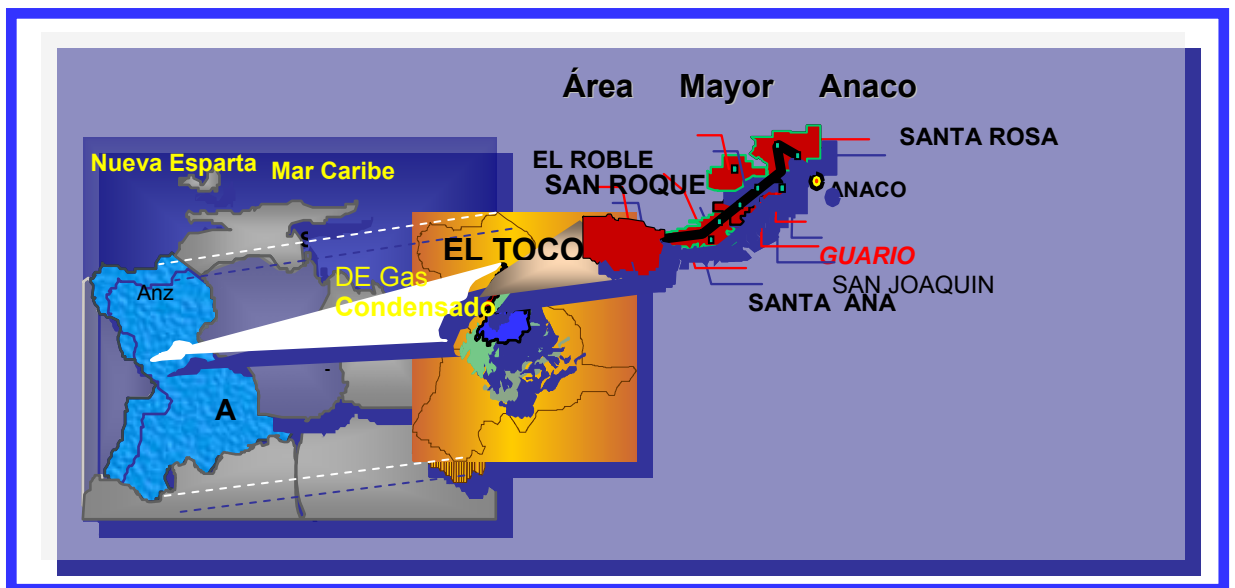 Área Mayor Anaco
SANTA ROSA
EL ROBLE
SAN ROQUE
ANACO
Nueva Esparta
Mar Caribe
EL TOCO
GUARIO
SAN JOAQUIN
SANTA ANA
DE Gas
Condensado
Anz
A